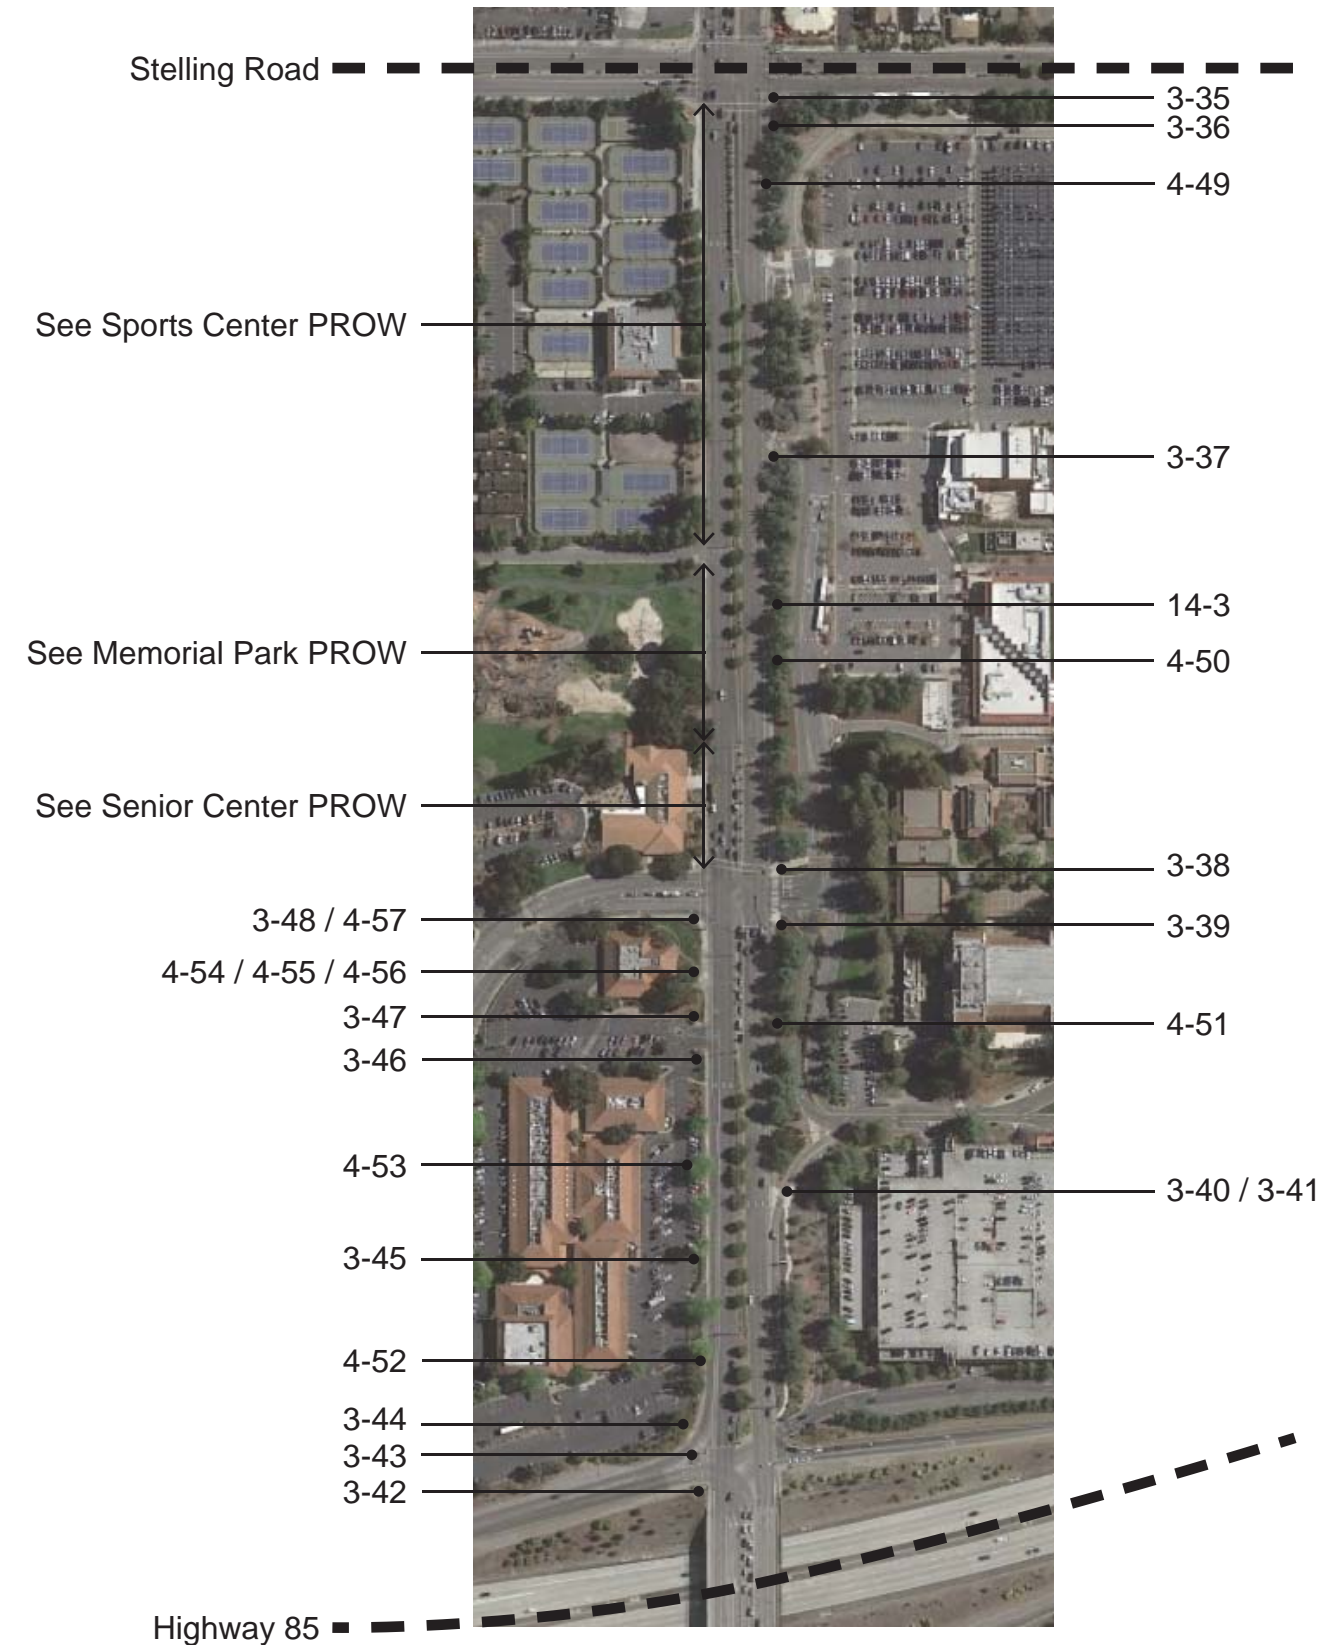 Stelling Road
3-35
3-36
4-49
See Sports Center PROW
3-37
14-3
See Memorial Park PROW
4-50
See Senior Center PROW
3-38
3-48 / 4-57
3-39
4-54 / 4-55 / 4-56
3-47
4-51
3-46
4-53
3-40 / 3-41
3-45
4-52
3-44
3-43
3-42
Highway 85